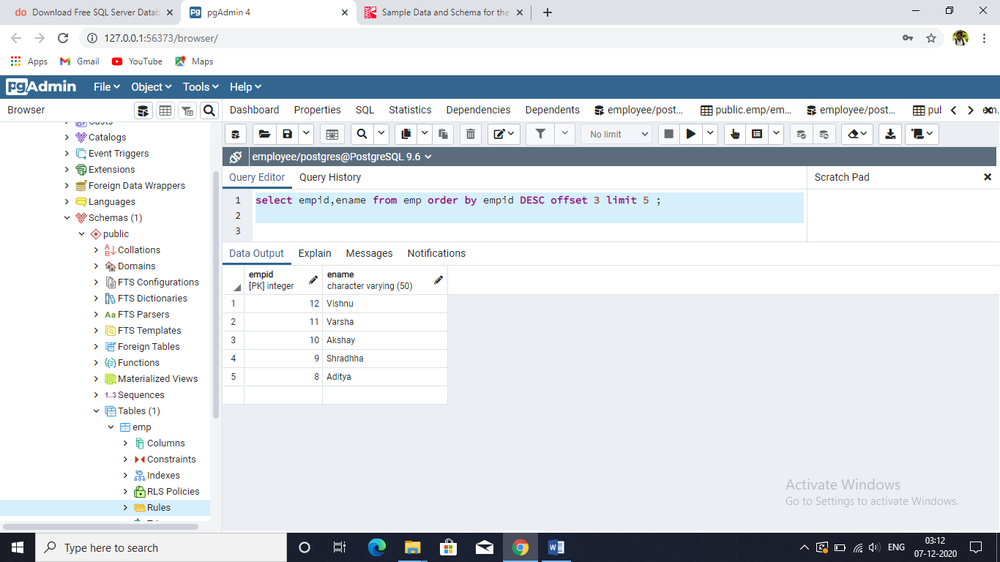 do Download Free SQL Server Datab
pgAdmin 4
Sample Data and Schema for the
127.0.0.1:56373/browser/
Apps Gmail YouTube Maps
pgAdmin File Object Tools Help
Browser
Dashboard Properties SQL Statistics Dependencies Dependents employee/post... public.emp/em... employee/post...
No limit
employee/postgres@PostgreSQL 9.6
Query Editor Query History
Scratch Pad
1 select empid,ename from emp order by empid DESC offset 3 limit 5 ;
2
3
Data Output Explain Messages Notifications
empid
[PK] integer
ename
character varying (50)
1 12 Vishnu
2 11 Varsha
3 10 Akshay
4 9 Shradhha
5 8 Aditya
Catalogs
Event Triggers
Extensions
Foreign Data Wrappers
Languages
Schemas (1)
public
Collations
Domains
FTS Configurations
FTS Dictionaries
Aa FTS Parsers
FTS Templates
Foreign Tables
Functions
Materialized Views
1..3 Sequences
Tables (1)
emp
Columns
Constraints
Indexes
RLS Policies
Rules
Activate Windows
Go to Settings to activate Windows.
Type here to search
ENG
03:12
07-12-2020